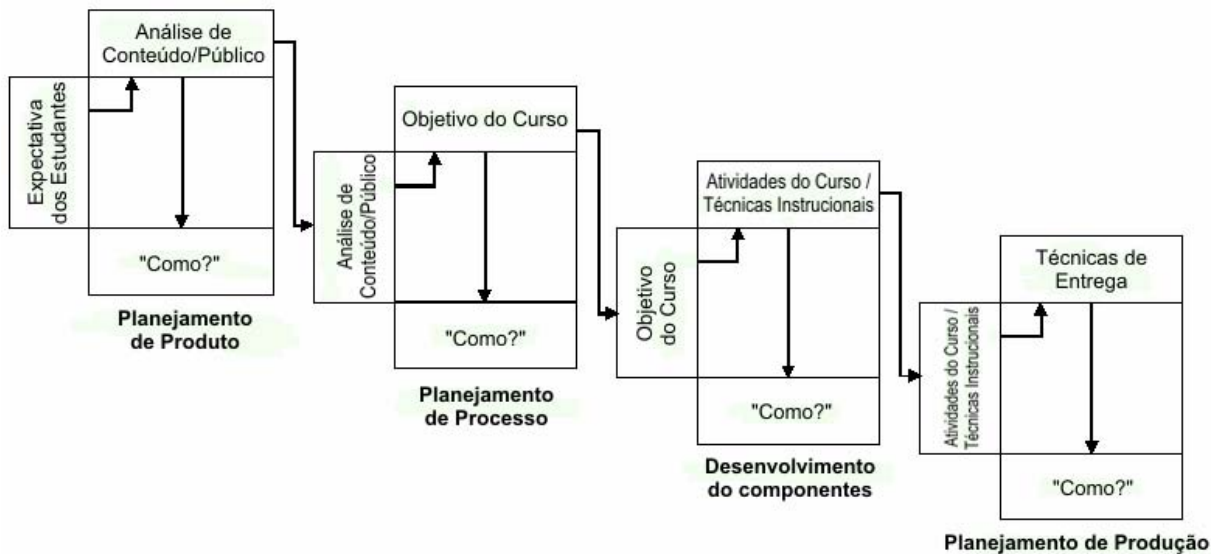 Análise de
Conteúdo/Público
Expectativa
dos Estudantes
"Como?"
Planejamento
de Produto
Objetivo do Curso
Análise de
Conteúdo/Público
"Como?"
Planejamento
de Processo
Atividades do Curso /
Técnicas Instrucionais
Objetivo
do Curso
"Como?"
Desenvolvimento
do componentes
Técnicas de
Entrega
Atividades do Curso /
Técnicas Instrucionais
"Como?"
Planejamento de Produção